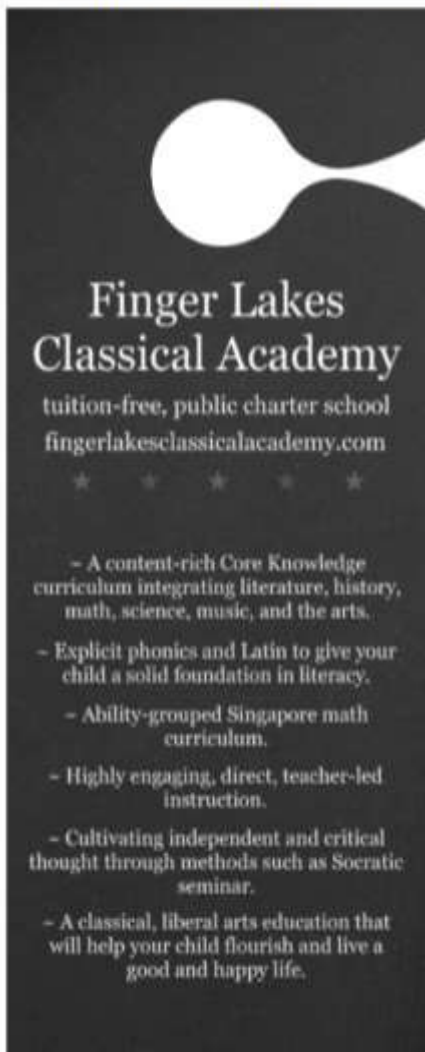 Finger Lakes
Classical Academy
tuition-free, public charter school
fingerlakesclassicalacademy.com
~ A content-rich Core Knowledge
curriculum integrating literature, history,
math, science, music, and the arts.
~ Explicit phonics and Latin to give your
child a solid foundation in literacy.
~ Ability-grouped Singapore math
curriculum.
~ Highly engaging, direct, teacher-led
instruction.
~ Cultivating independent and critical
thought through methods such as Socratic
seminar.
~ A classical, liberal arts education that
will help your child flourish and live a
good and happy life.